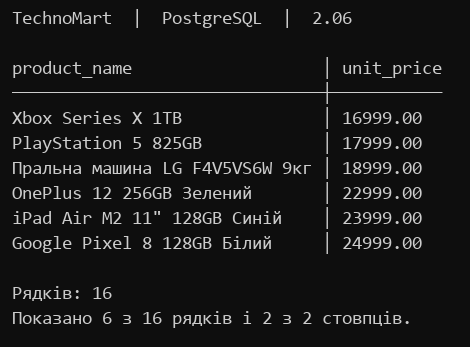 TechnoMart | PostgreSQL | 2.06
product_name | unit_price
Xbox Series X 1TB | 16999.00
PlayStation 5 825GB | 17999.00
Пральна машина LG F4V5VS6W 9кг | 18999.00
OnePlus 12 256GB Зелений | 22999.00
iPad Air M2 11" 128GB Синій | 23999.00
Google Pixel 8 128GB Білий | 24999.00
Рядків: 16
Показано 6 з 16 рядків і 2 з 2 стовпців.